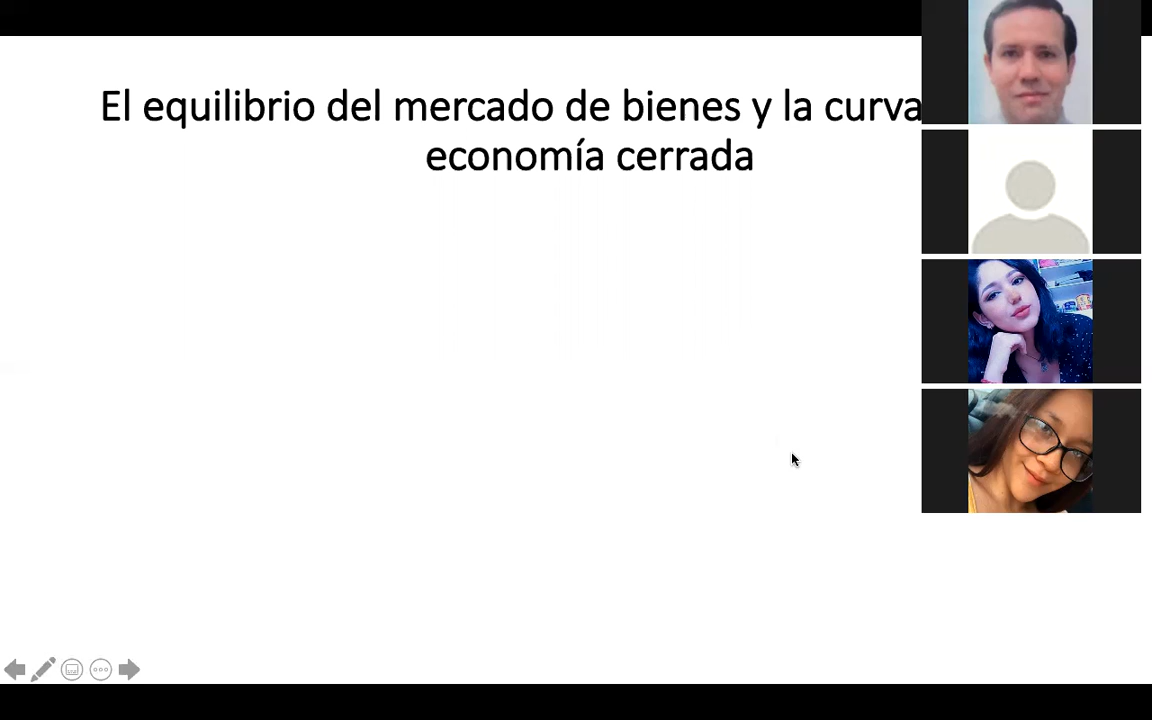 El equilibrio del mercado de bienes y la curva
economía cerrada